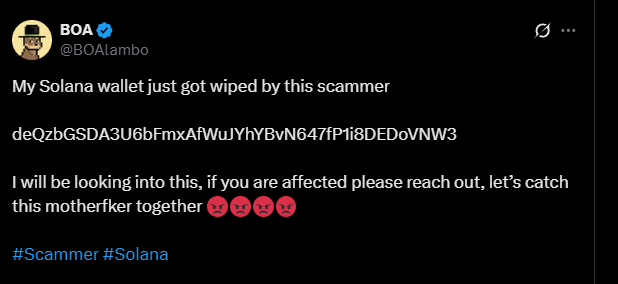 BOA
@BOAlambo
My Solana wallet just got wiped by this scammer
deQzbGSDA3U6bFmxAfWuJYhYBvN647fP1i8DEDoVNW3
I will be looking into this, if you are affected please reach out, let’s catch
this motherfker together 😡😡😡😡
#Scammer #Solana